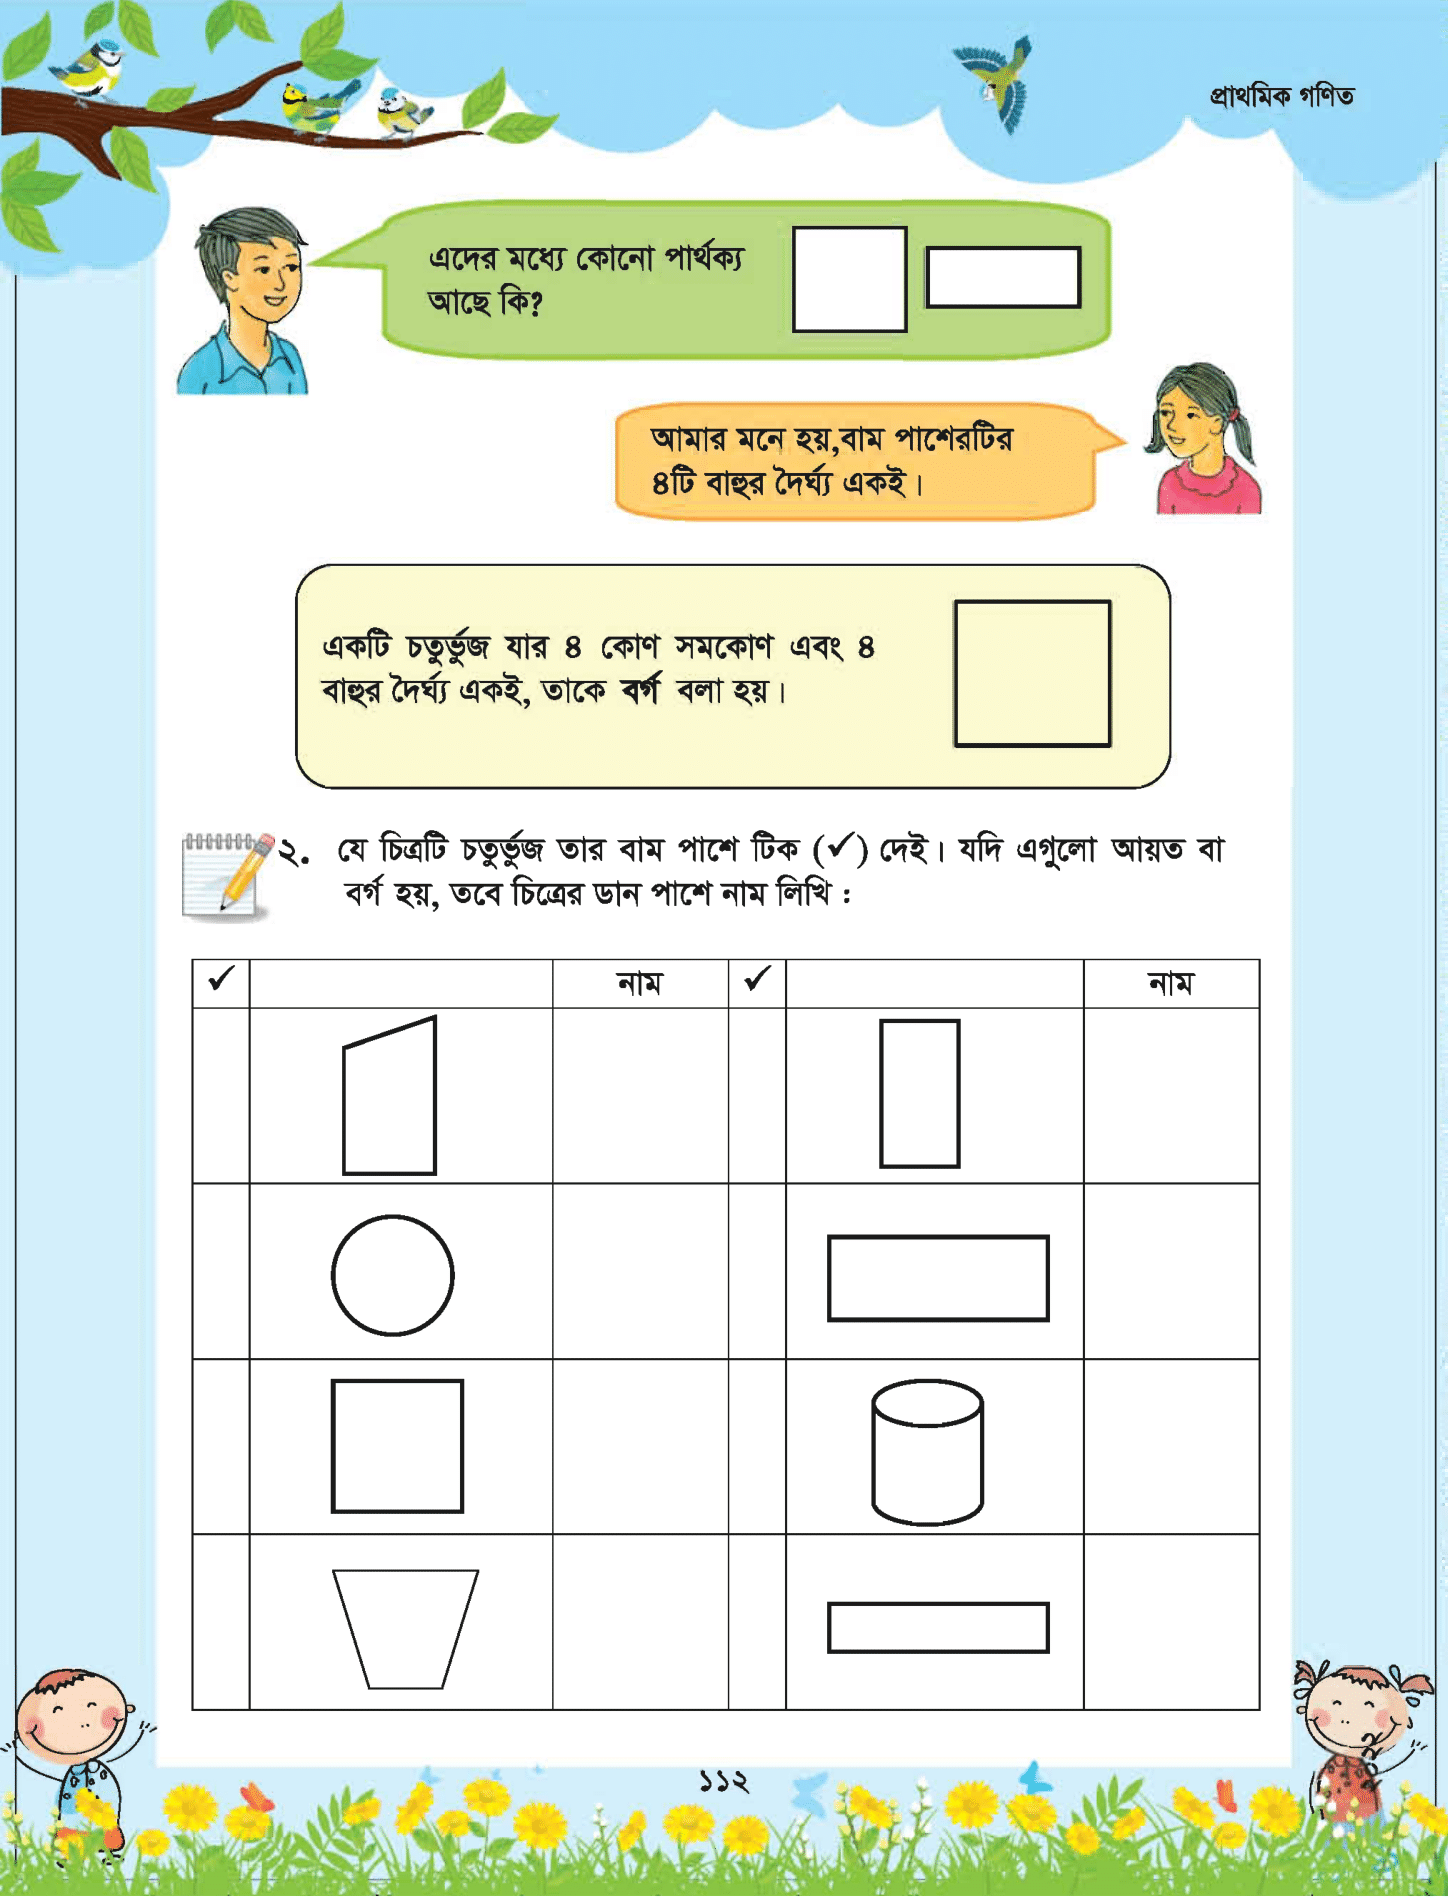 প্রাথমিক গণিত
এদের মধ্যে কোনো পার্থক্য
আছে কি?
আমার মনে হয়,বাম পাশেরটির
৪টি বাহুর দৈর্ঘ্য একই।
একটি চতুর্ভুজ যার ৪ কোণ সমকোণ এবং ৪
বাহুর দৈর্ঘ্য একই, তাকে বর্গ বলা হয়।
২. যে চিত্রটি চতুর্ভুজ তার বাম পাশে টিক (✓) দেই। যদি এগুলো আয়ত বা
বর্গ হয়, তবে চিত্রের ডান পাশে নাম লিখি :
✓ নাম ✓ নাম
১১২